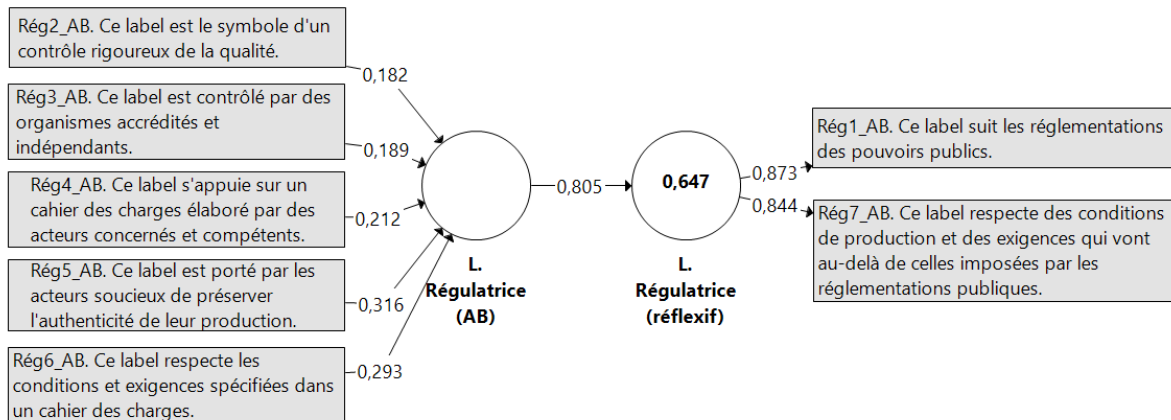 Rég2_AB. Ce label est le symbole d'un
contrôle rigoureux de la qualité.
0,182
Rég3_AB. Ce label est contrôlé par des
organismes accrédités et
indépendants.
0,189
Rég4_AB. Ce label s'appuie sur un
cahier des charges élaboré par des
acteurs concernés et compétents.
0,212
Rég5_AB. Ce label est porté par les
acteurs soucieux de préserver
l'authenticité de leur production.
0,316
Rég6_AB. Ce label respecte les
conditions et exigences spécifiées dans
un cahier des charges.
0,293
L.
Régulatrice
(AB)
0,805
0,647
L.
Régulatrice
(réflexif)
0,873
0,844
Rég1_AB. Ce label suit les réglementations
des pouvoirs publics.
Rég7_AB. Ce label respecte des conditions
de production et des exigences qui vont
au-delà de celles imposées par les
réglementations publiques.